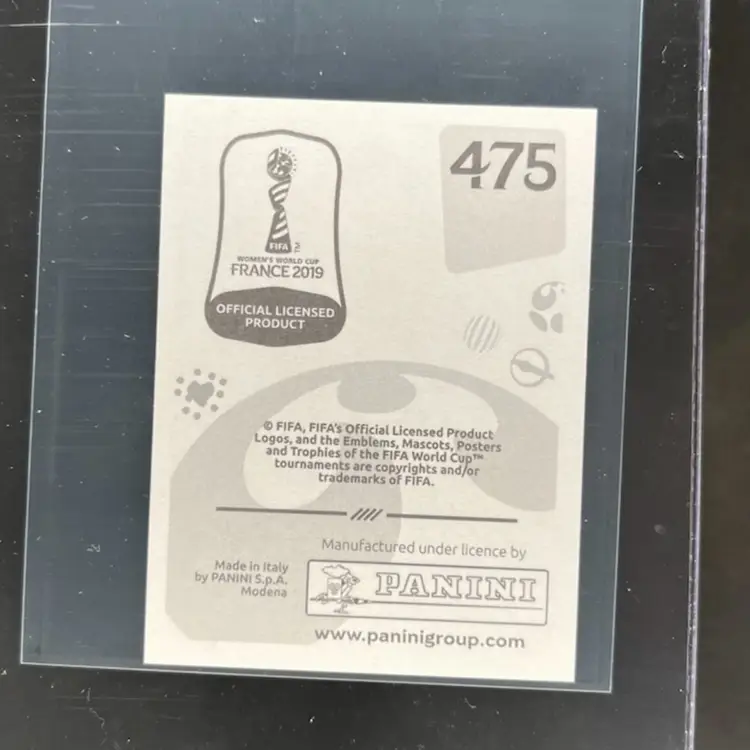 475
FIFA
WOMEN'S WORLD CUP
FRANCE 2019
OFFICIAL LICENSED
PRODUCT
© FIFA, FIFA's Official Licensed Product
Logos, and the Emblems, Mascots, Posters
and Trophies of the FIFA World Cup™
tournaments are copyrights and/or
trademarks of FIFA.
Manufactured under licence by
Made in Italy
by PANINI S.p.A.
Modena
PANINI
www.paninigroup.com